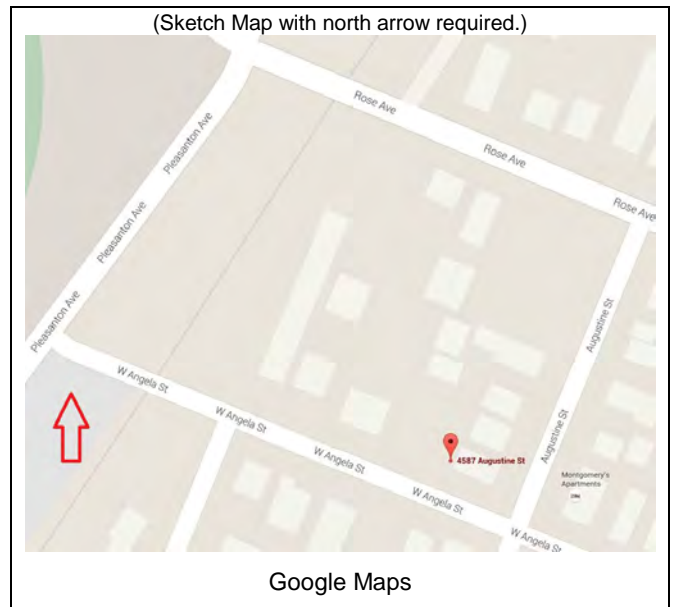 (Sketch Map with north arrow required.)
Rose Ave
Pleasanton Ave
Rose Ave
Pleasanton Ave
Rose Ave
Pleasanton Ave
Augustine St
W Angela St
W Angela St
W Angela St
4587 Augustine St
Augustine St
Montgomery's
Apartments
W Angela St
W Angela St
Google Maps